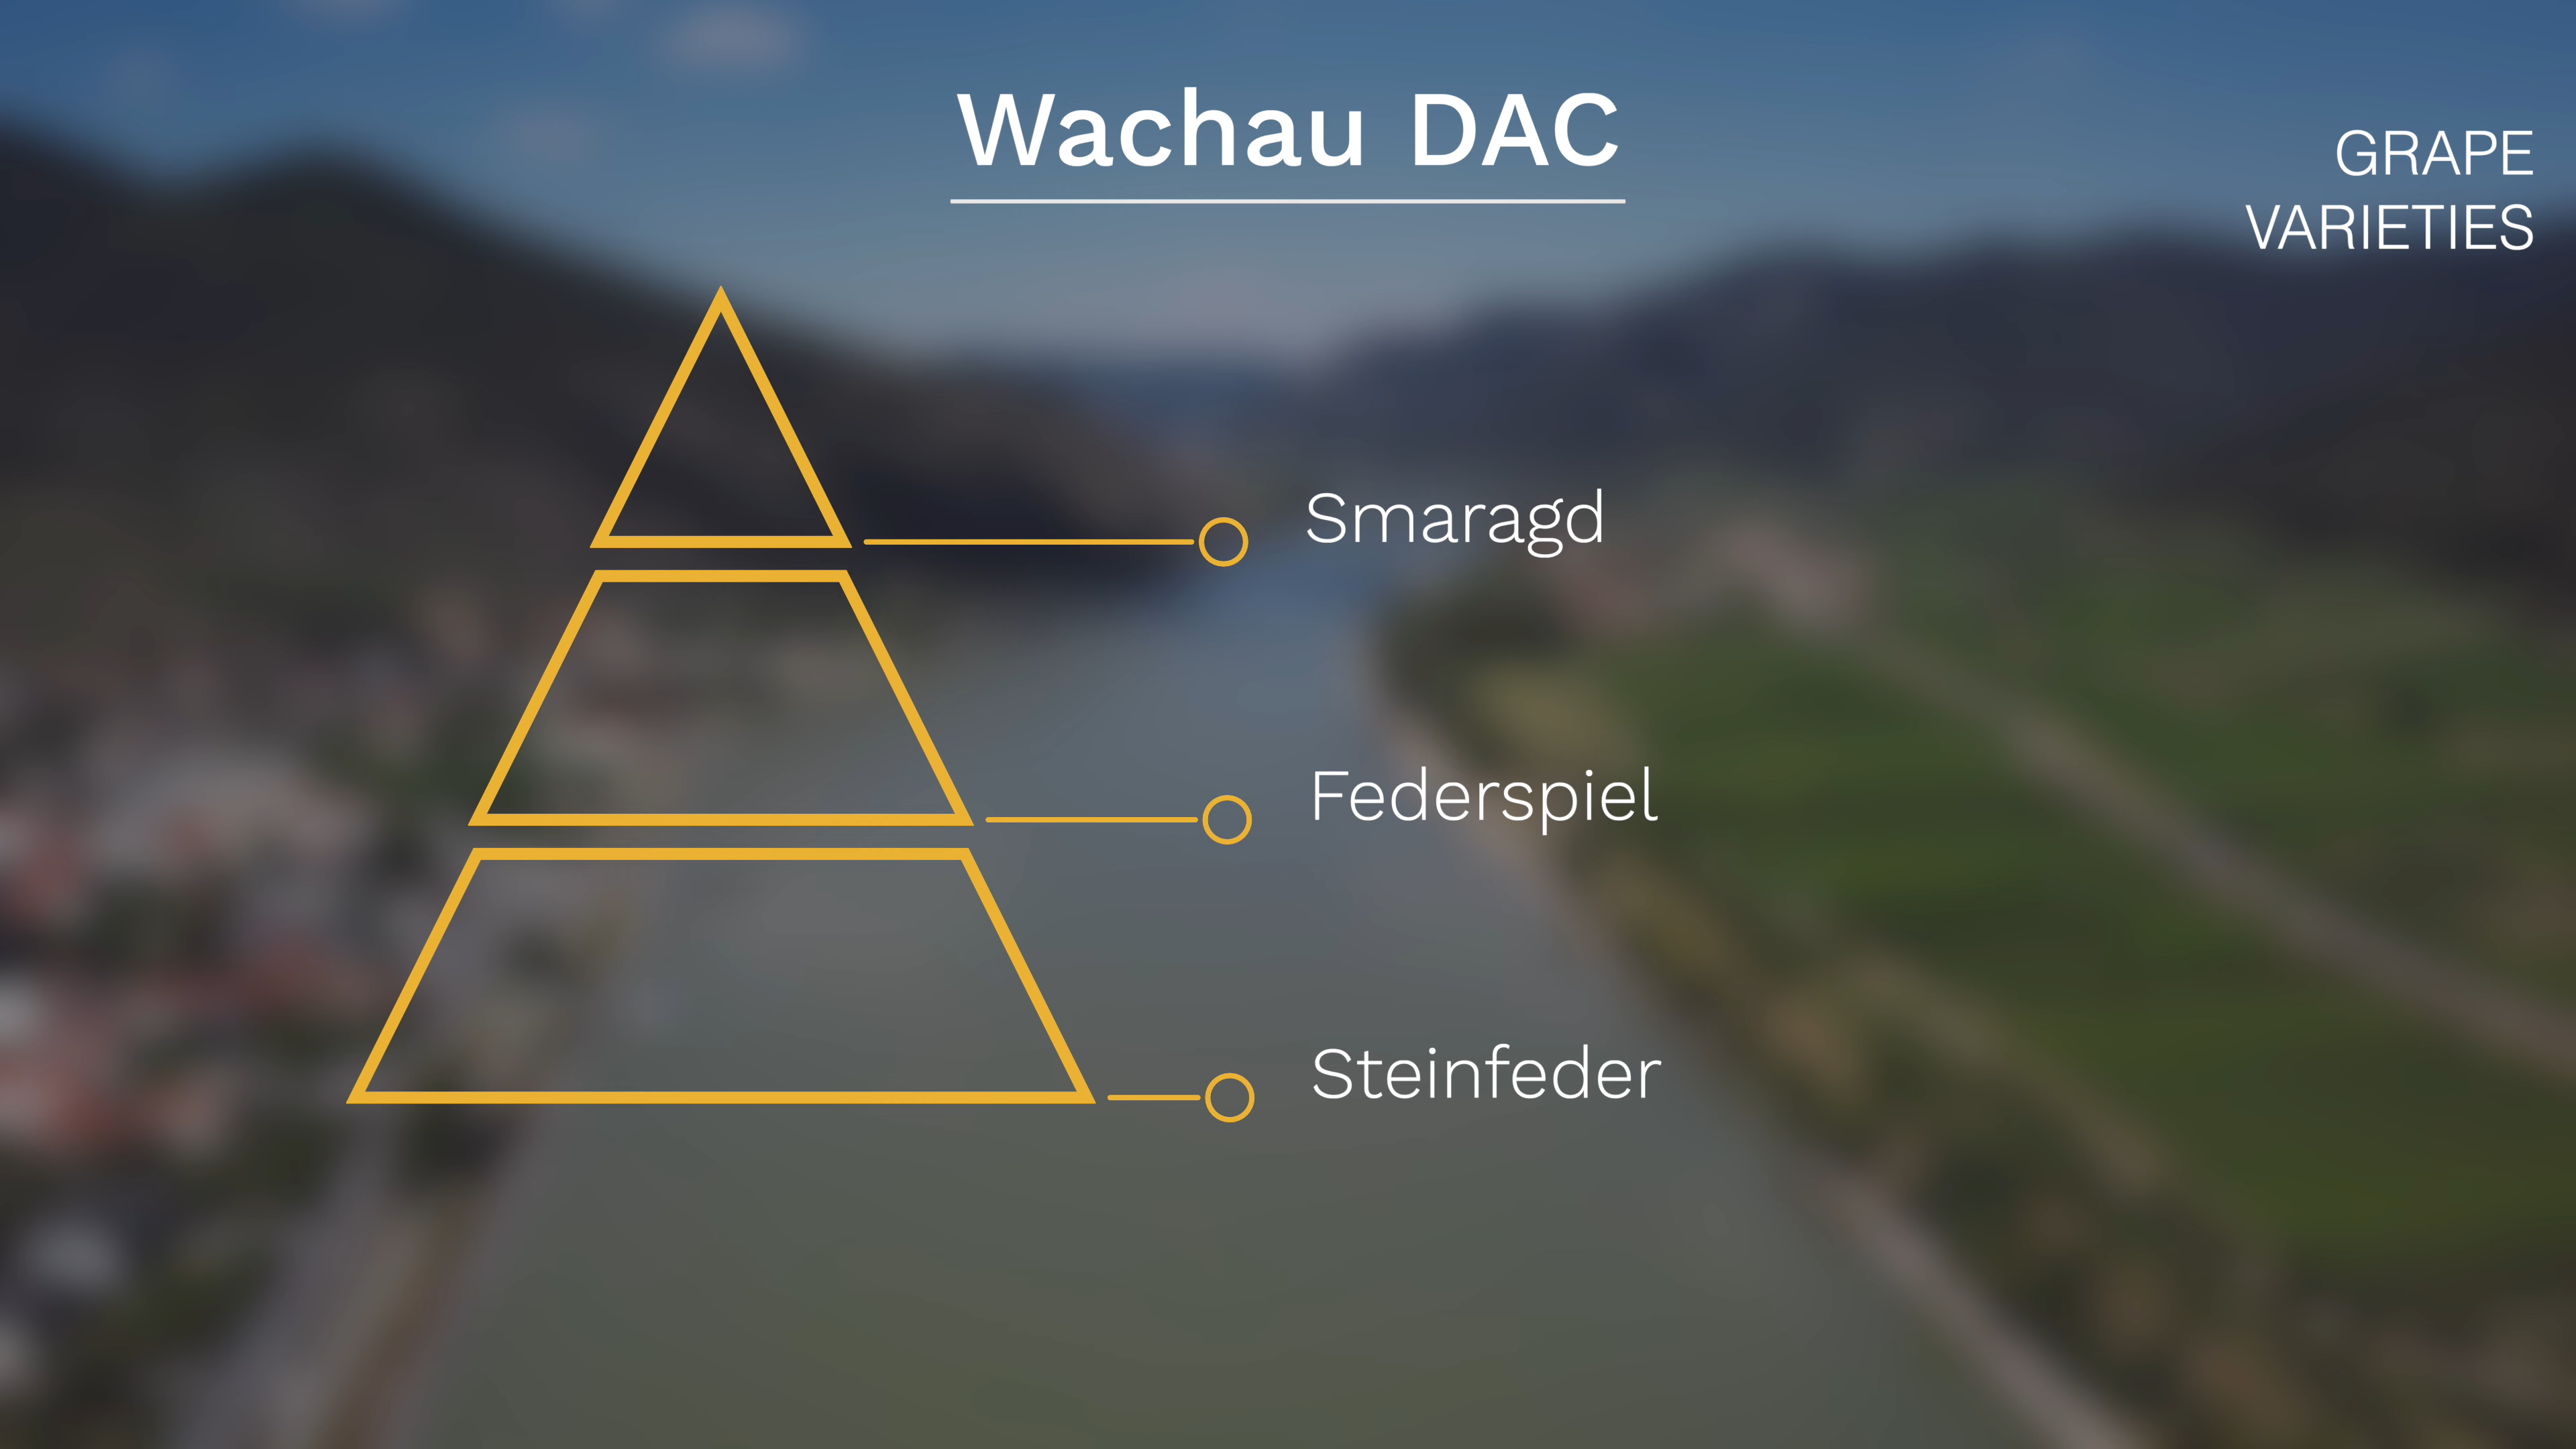 Wachau DAC
GRAPE
VARIETIES
Smaragd
Federspiel
Steinfeder